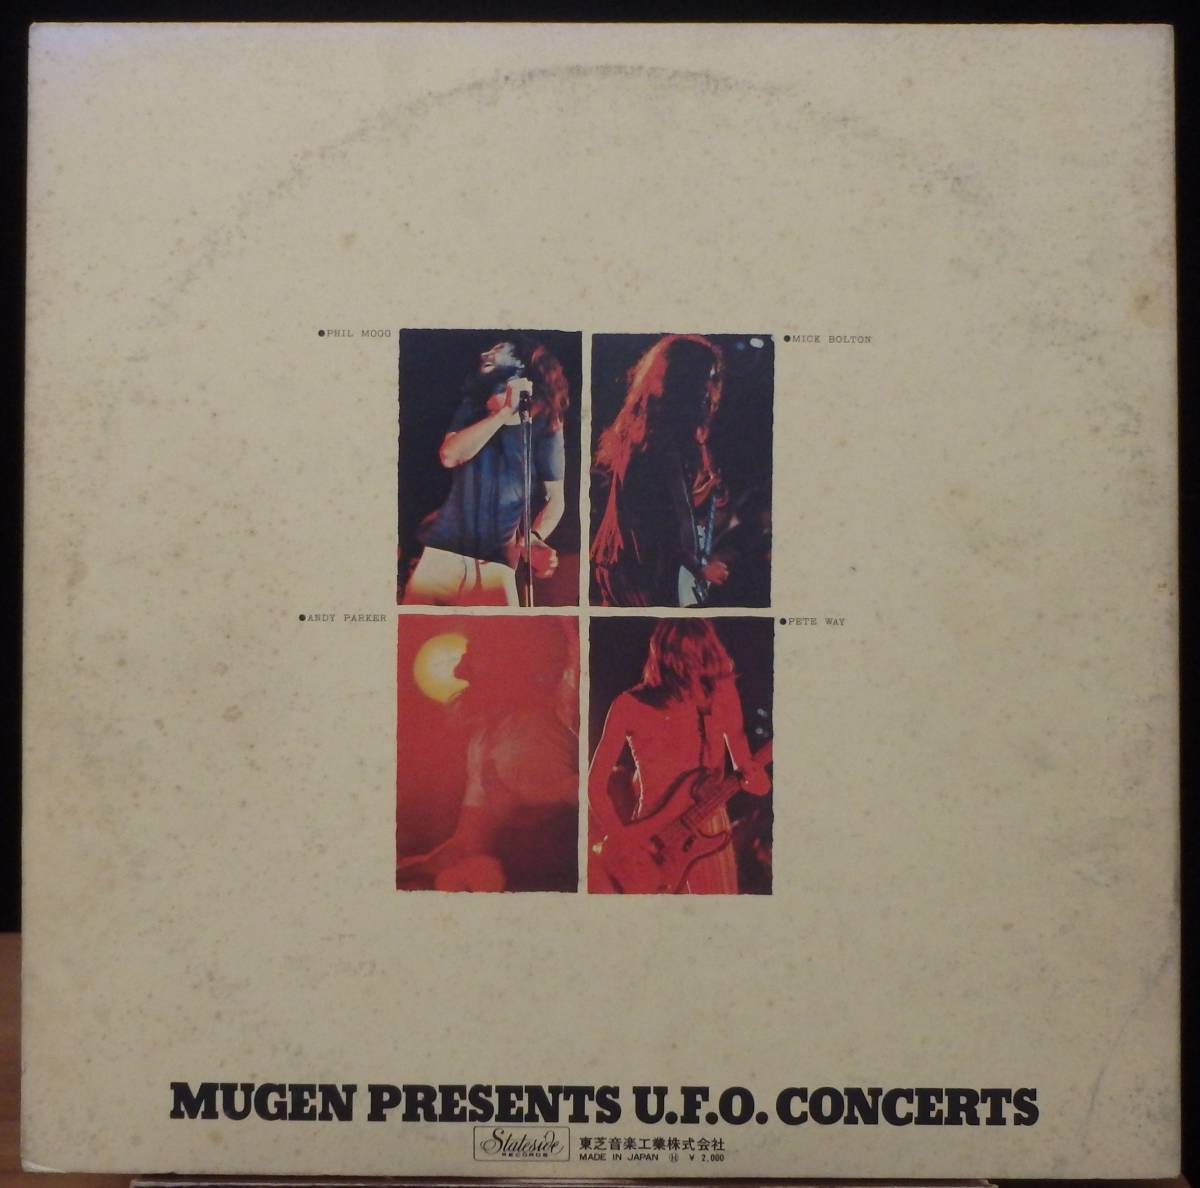 ●PHIL MOGG
●MICK BOLTON
●ANDY PARKER
●PETE WAY
MUGEN PRESENTS U.F.O. CONCERTS
Stateside
RECORDS
東芝音楽工業株式会社
MADE IN JAPAN Ⓗ ¥ 2,000